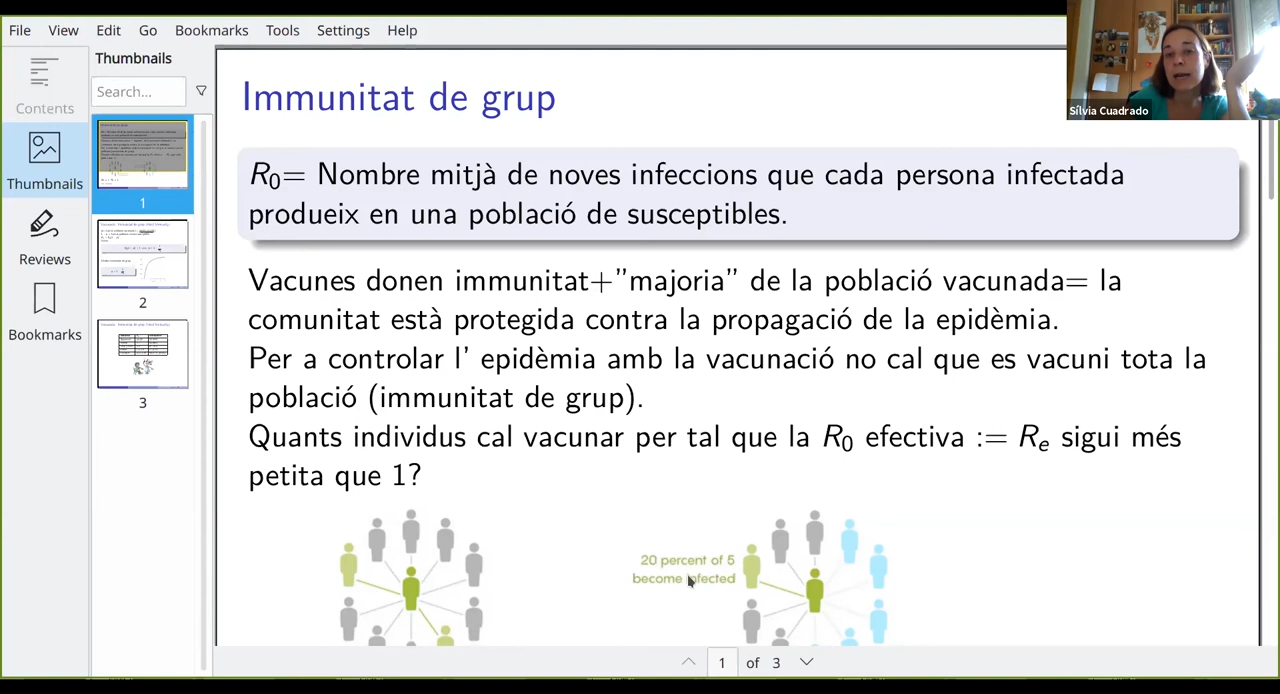 File View Edit Go Bookmarks Tools Settings Help
Contents
Thumbnails
Reviews
Bookmarks
Thumbnails
Search...
1
2
3
Immunitat de grup
R0= Nombre mitjà de noves infeccions que cada persona infectada
produeix en una població de susceptibles.
Vacunes donen immunitat+"majoria" de la població vacunada= la
comunitat està protegida contra la propagació de la epidèmia.
Per a controlar l' epidèmia amb la vacunació no cal que es vacuni tota la
població (immunitat de grup).
Quants individus cal vacunar per tal que la R0 efectiva := Re sigui més
petita que 1?
20 percent of 5
become infected
1 of 3
Sílvia Cuadrado